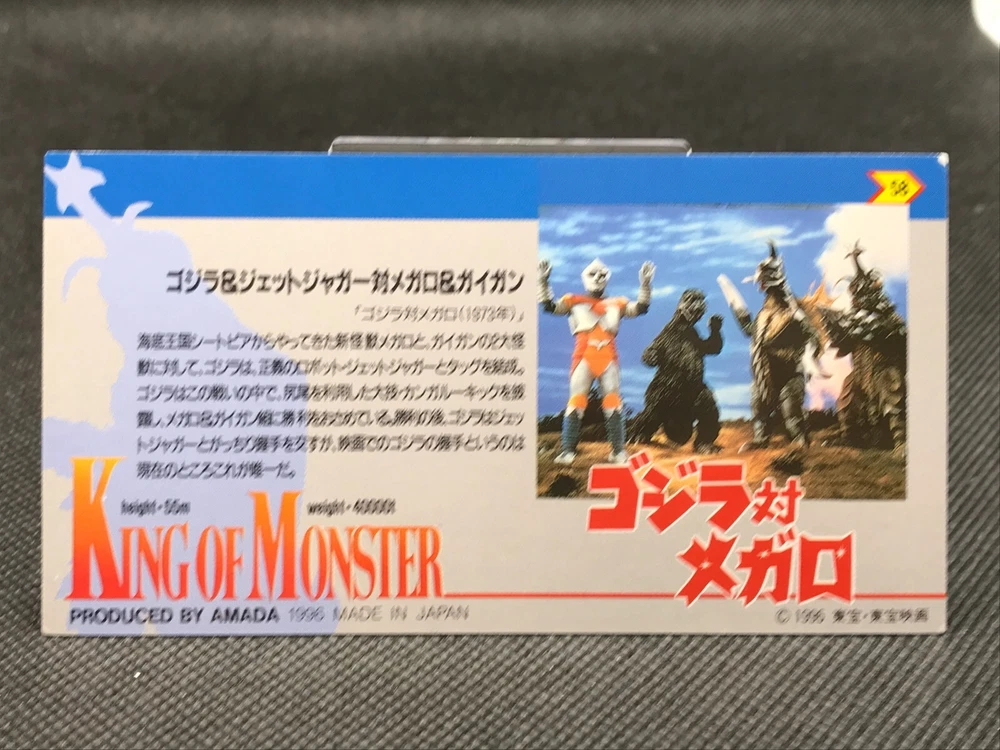 58
ゴジラ&ジェットジャガー対メガロ&ガイガン
「ゴジラ対メガロ(1973年)」
海底王国シートピアからやってきた新怪獣メガロと、ガイガンの2大怪
獣に対して、ゴジラは、正義のロボット・ジェットジャガーとタッグを結成。
ゴジラはこの戦いの中で、尻尾を利用した大技・カンガルーキックを披
露し、メガロ&ガイガン組に勝利をおさめている。勝利の後、ゴジラはジェッ
トジャガーとがっちり握手を交すが、映画でのゴジラの握手というのは
現在のところこれが唯一だ。
height・55m weight・40000t
KING OF MONSTER
PRODUCED BY AMADA 1996 MADE IN JAPAN
ゴジラ対
メガロ
© 1996 東宝・東宝映画